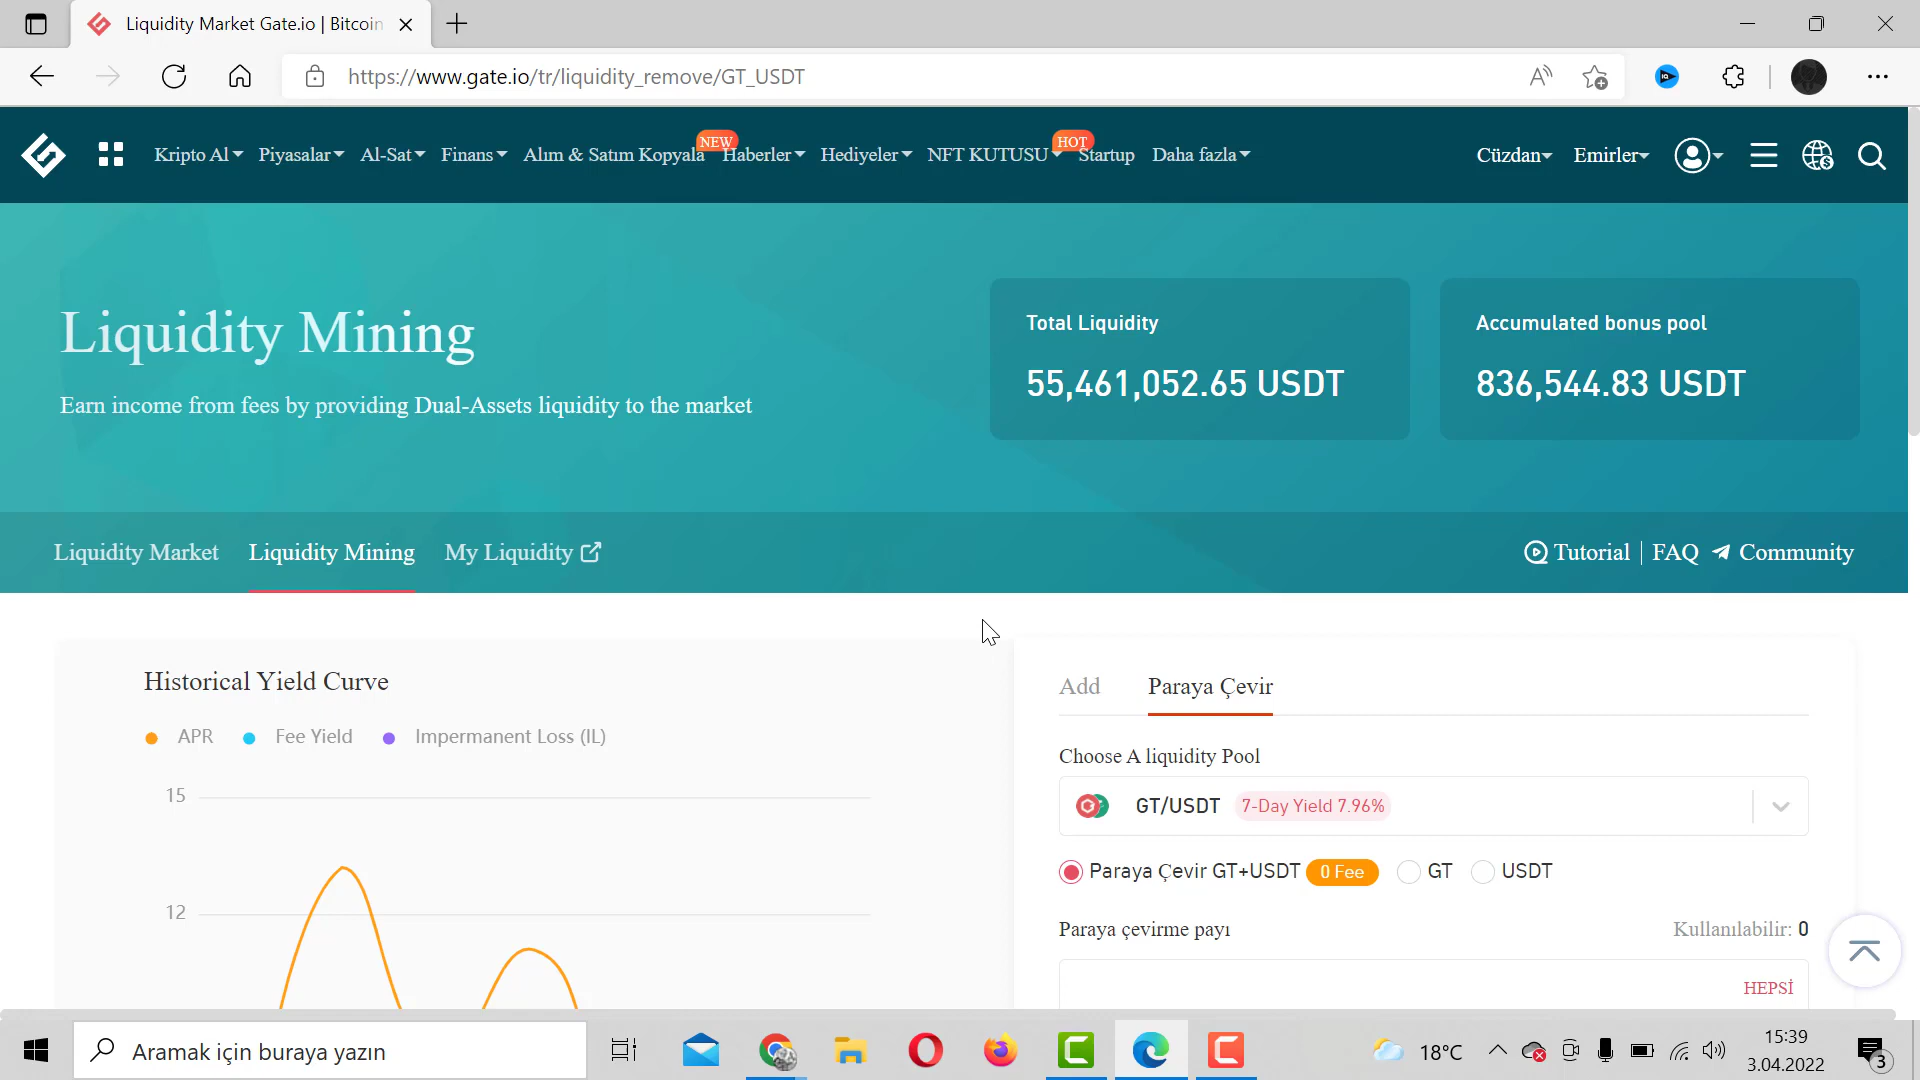 Liquidity Market Gate.io | Bitcoin
https://www.gate.io/tr/liquidity_remove/GT_USDT
Kripto Al Piyasalar Al-Sat Finans Alım & Satım Kopyala NEW Haberler Hediyeler NFT KUTUSU HOT Startup Daha fazla Cüzdan Emirler
Liquidity Mining
Earn income from fees by providing Dual-Assets liquidity to the market
Total Liquidity
55,461,052.65 USDT
Accumulated bonus pool
836,544.83 USDT
Liquidity Market Liquidity Mining My Liquidity Tutorial FAQ Community
Historical Yield Curve
APR Fee Yield Impermanent Loss (IL)
15
12
Add Paraya Çevir
Choose A liquidity Pool
GT/USDT 7-Day Yield 7.96%
Paraya Çevir GT+USDT 0 Fee GT USDT
Paraya çevirme payı Kullanılabilir: 0
HEPSİ
Aramak için buraya yazın
18°C
15:39
3.04.2022
3